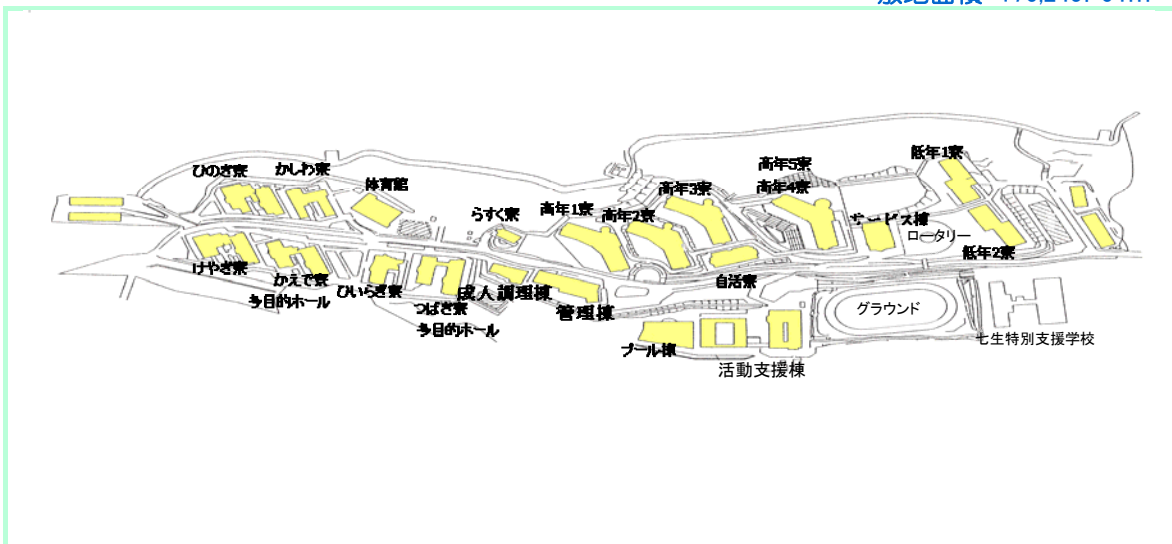 低年1寮
高年5寮
ひのき寮
かしわ寮
体育館
高年3寮
高年4寮
らすく寮
高年1寮
高年2寮
サービス棟
ロータリー
けやき寮
かえで寮
多目的ホール
ひいらぎ寮
つばき寮
多目的ホール
成人調理棟
管理棟
自活寮
低年2寮
グラウンド
プール棟
活動支援棟
七生特別支援学校